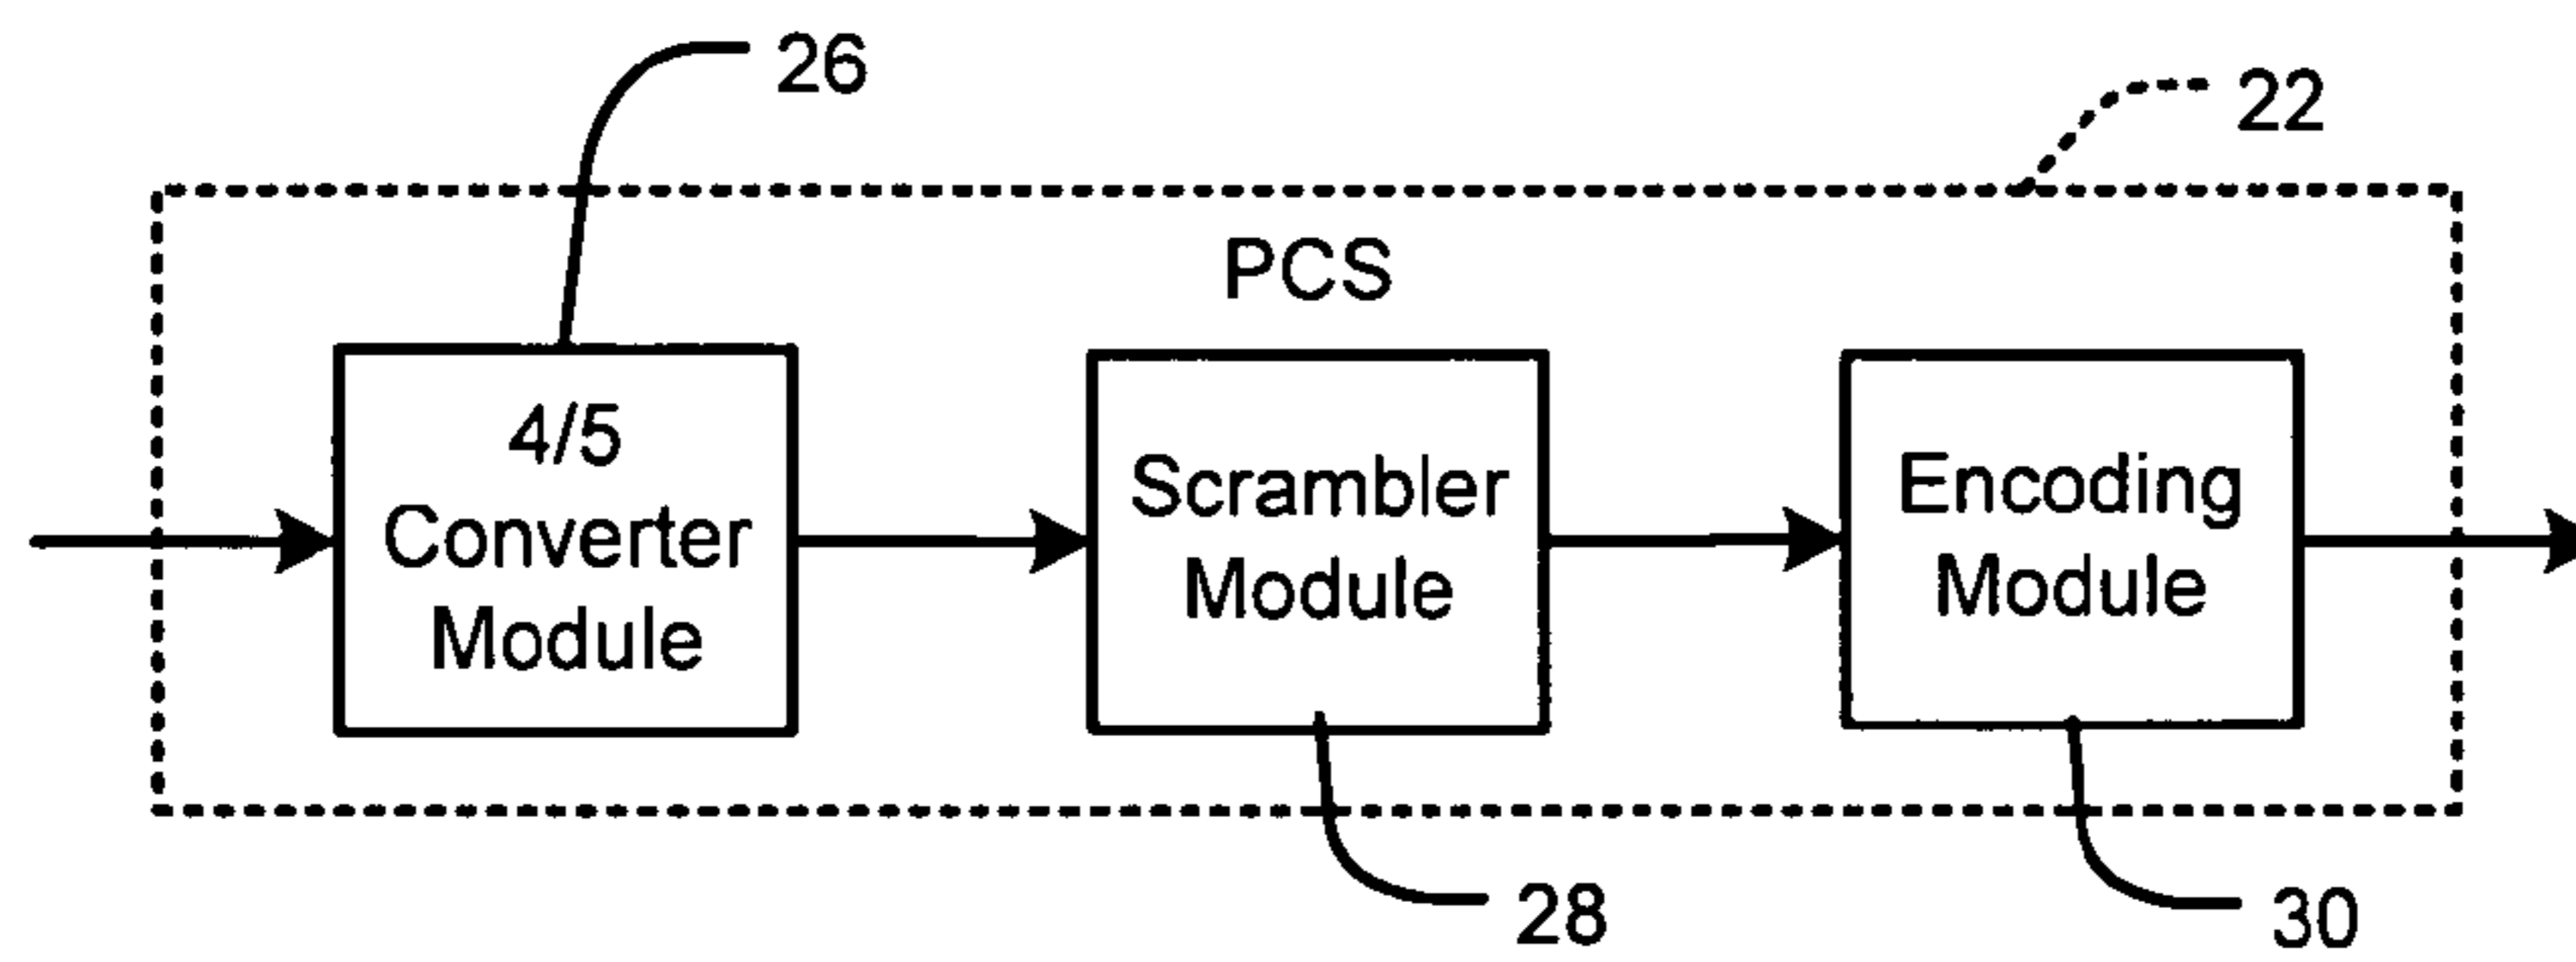 26
22
PCS
4/5
Converter
Module
Scrambler
Module
Encoding
Module
28
30